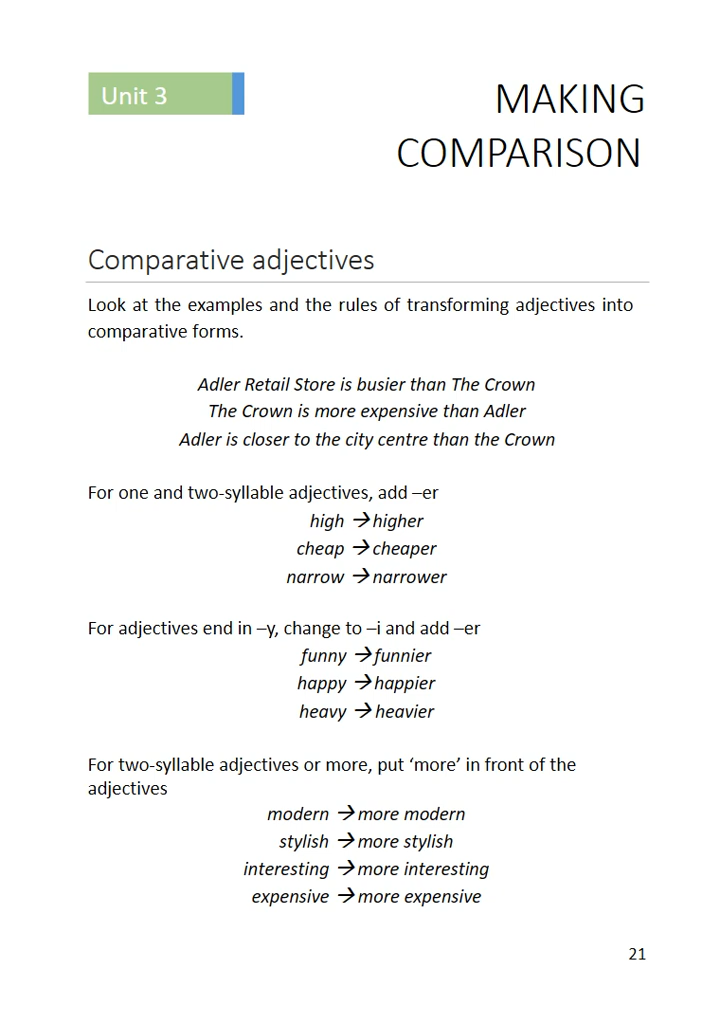 Unit 3
MAKING
COMPARISON
Comparative adjectives
Look at the examples and the rules of transforming adjectives into
comparative forms.
Adler Retail Store is busier than The Crown
The Crown is more expensive than Adler
Adler is closer to the city centre than the Crown
For one and two-syllable adjectives, add –er
high → higher
cheap → cheaper
narrow → narrower
For adjectives end in –y, change to –i and add –er
funny → funnier
happy → happier
heavy → heavier
For two-syllable adjectives or more, put ‘more’ in front of the
adjectives
modern → more modern
stylish → more stylish
interesting → more interesting
expensive → more expensive
21